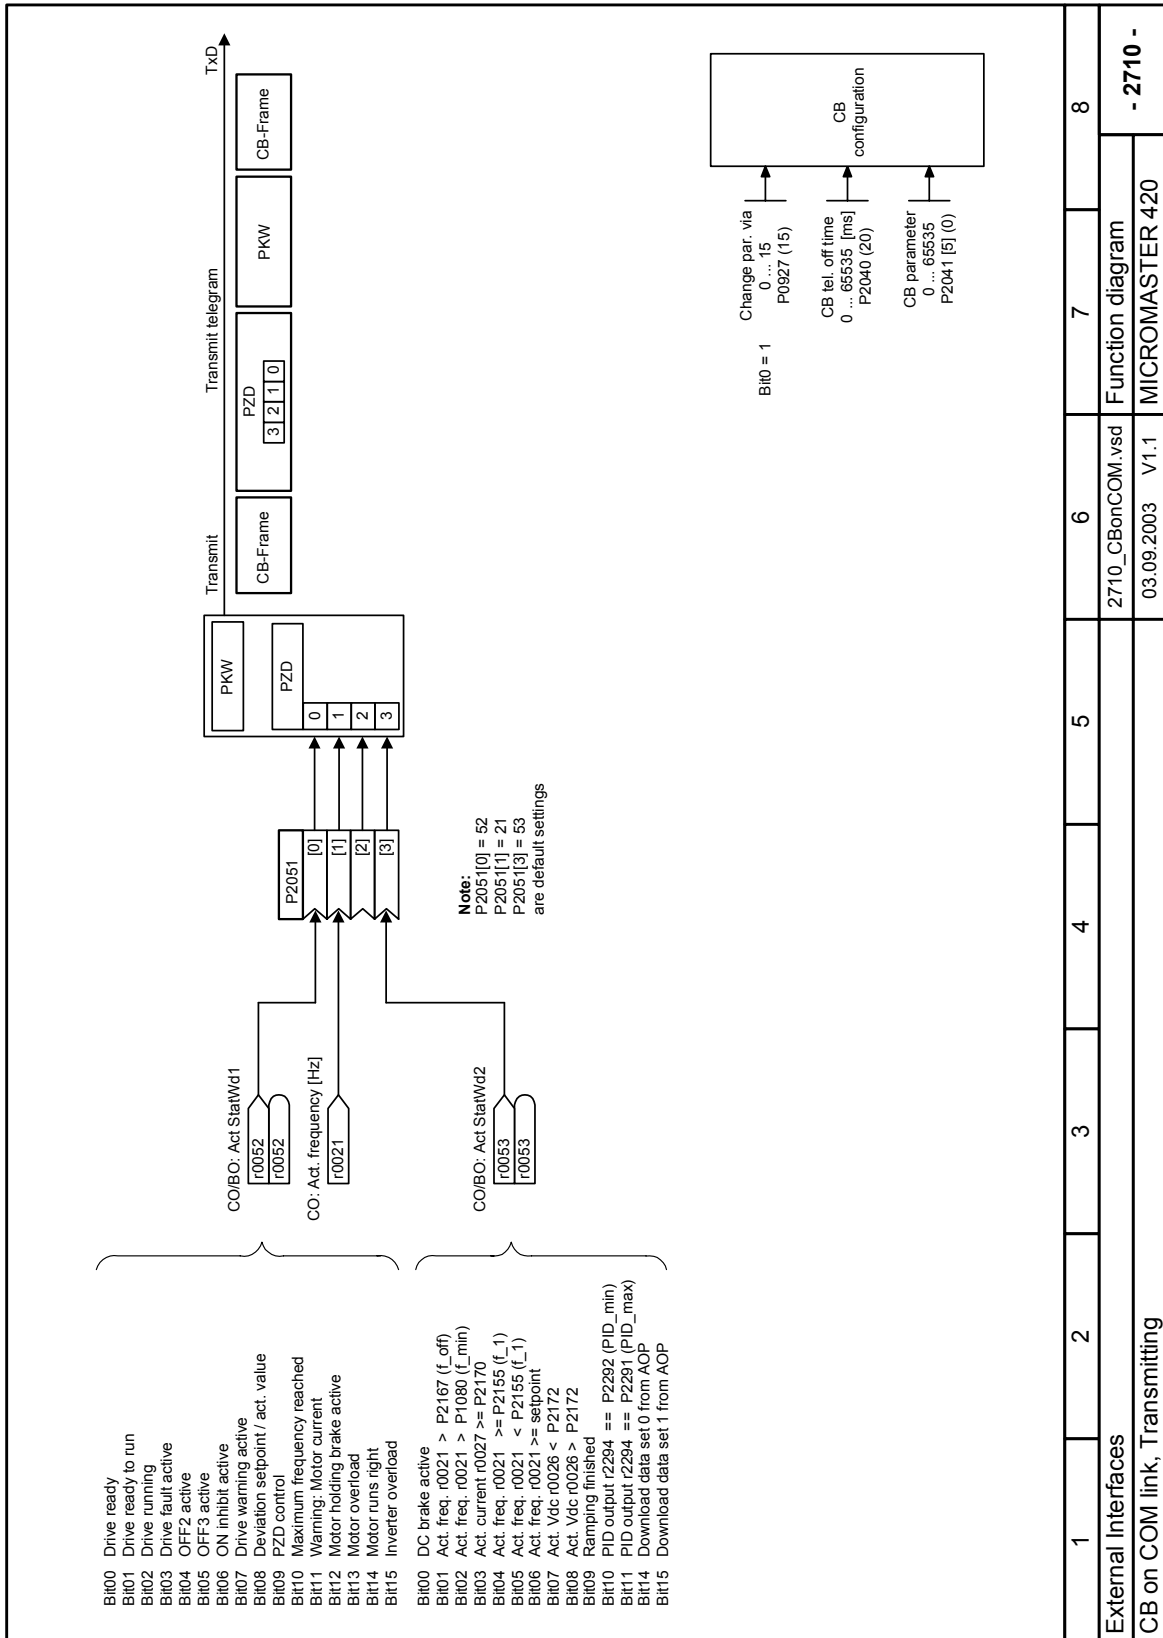 TxD
Transmit telegram
Transmit
CB-Frame
PKW
PZD
3 2 1 0
CB-Frame
PKW
PZD
0
1
2
3
P2051
[0]
[1]
[2]
[3]
Note:
P2051[0] = 52
P2051[1] = 21
P2051[3] = 53
are default settings
CO/BO: Act StatWd1
r0052
r0052
CO: Act. frequency [Hz]
r0021
CO/BO: Act StatWd2
r0053
r0053
Bit00 Drive ready
Bit01 Drive ready to run
Bit02 Drive running
Bit03 Drive fault active
Bit04 OFF2 active
Bit05 OFF3 active
Bit06 ON inhibit active
Bit07 Drive warning active
Bit08 Deviation setpoint / act. value
Bit09 PZD control
Bit10 Maximum frequency reached
Bit11 Warning: Motor current
Bit12 Motor holding brake active
Bit13 Motor overload
Bit14 Motor runs right
Bit15 Inverter overload
Bit00 DC brake active
Bit01 Act. freq. r0021 > P2167 (f_off)
Bit02 Act. freq. r0021 > P1080 (f_min)
Bit03 Act. current r0027 >= P2170
Bit04 Act. freq. r0021 >= P2155 (f_1)
Bit05 Act. freq. r0021 < P2155 (f_1)
Bit06 Act. freq. r0021 >= setpoint
Bit07 Act. Vdc r0026 < P2172
Bit08 Act. Vdc r0026 > P2172
Bit09 Ramping finished
Bit10 PID output r2294 == P2292 (PID_min)
Bit11 PID output r2294 == P2291 (PID_max)
Bit14 Download data set 0 from AOP
Bit15 Download data set 1 from AOP
Bit0 = 1
Change par. via
0 ... 15
P0927 (15)
CB tel. off time
0 ... 65535 [ms]
P2040 (20)
CB parameter
0 ... 65535
P2041 [5] (0)
CB
configuration
1 2 3 4 5 6 7 8
External Interfaces
2710_CBonCOM.vsd
Function diagram
- 2710 -
CB on COM link, Transmitting
03.09.2003 V1.1
MICROMASTER 420